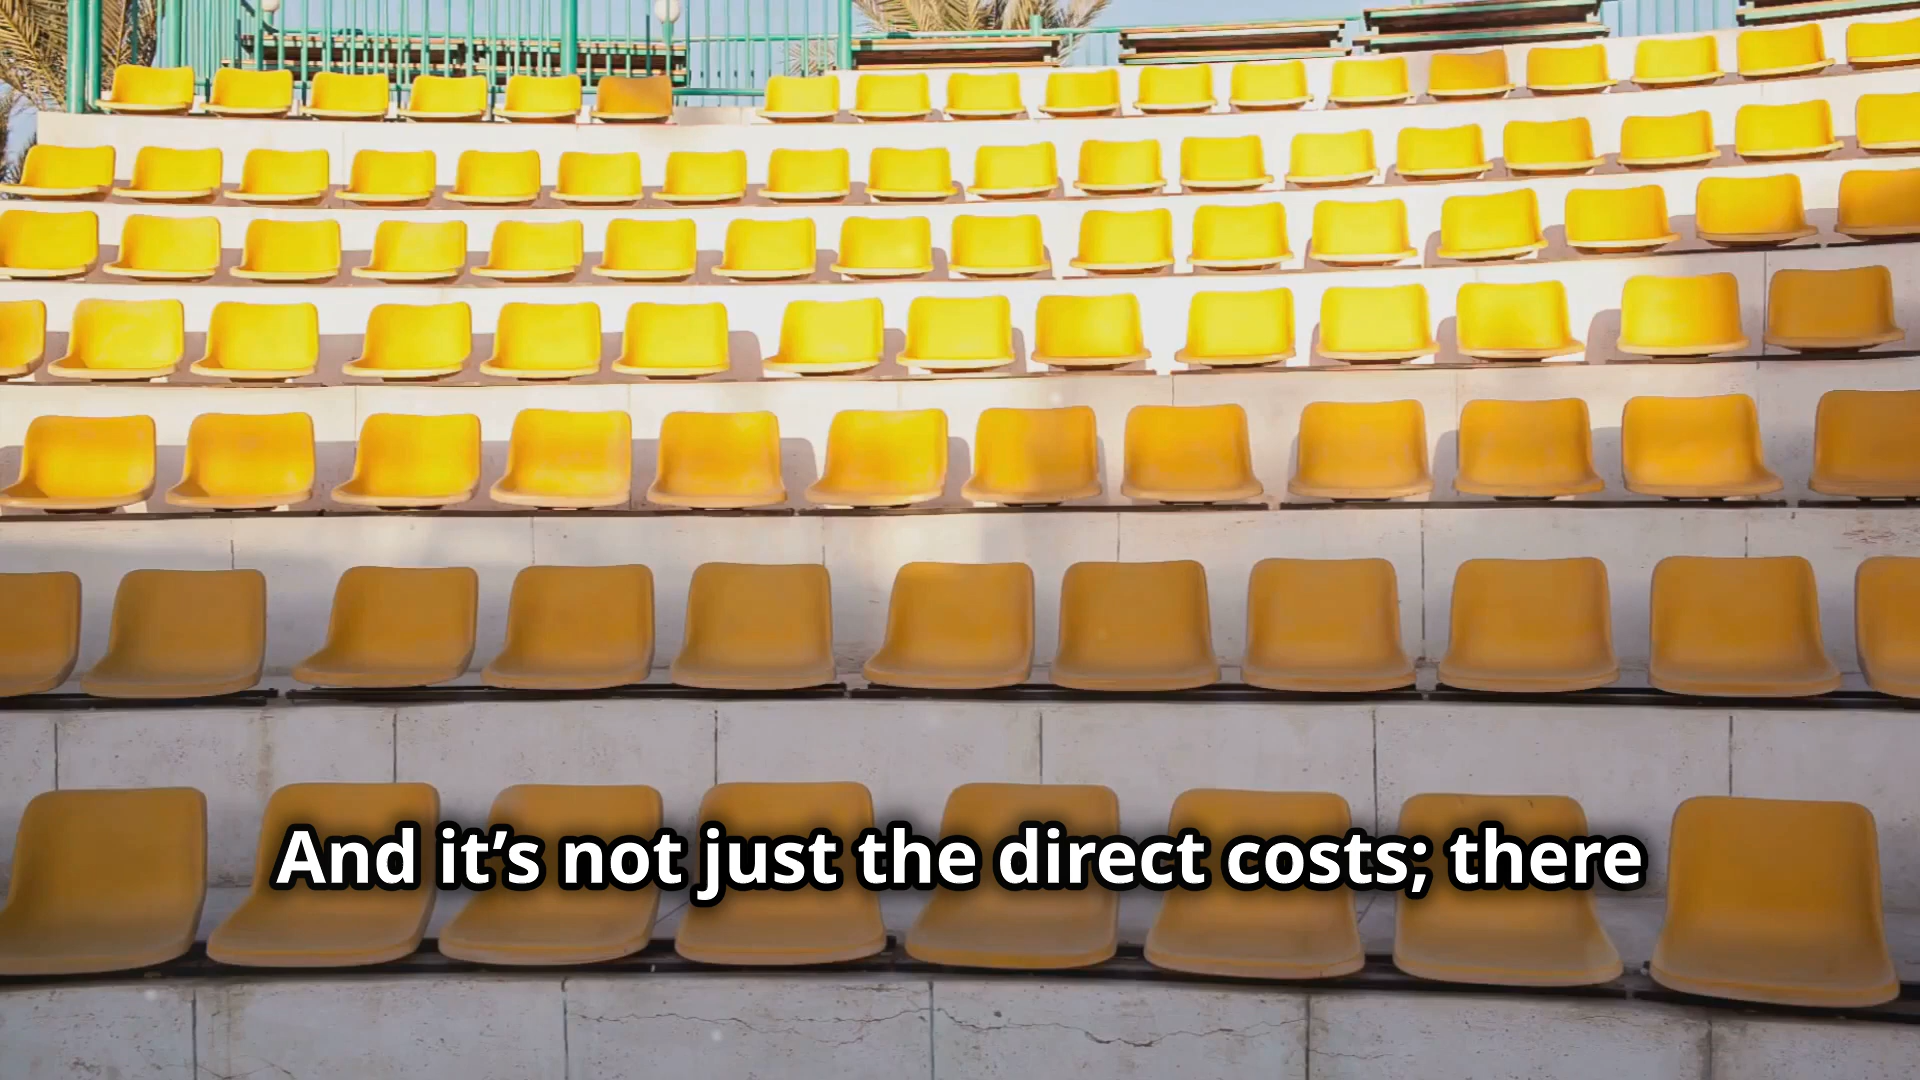 And it’s not just the direct costs; there